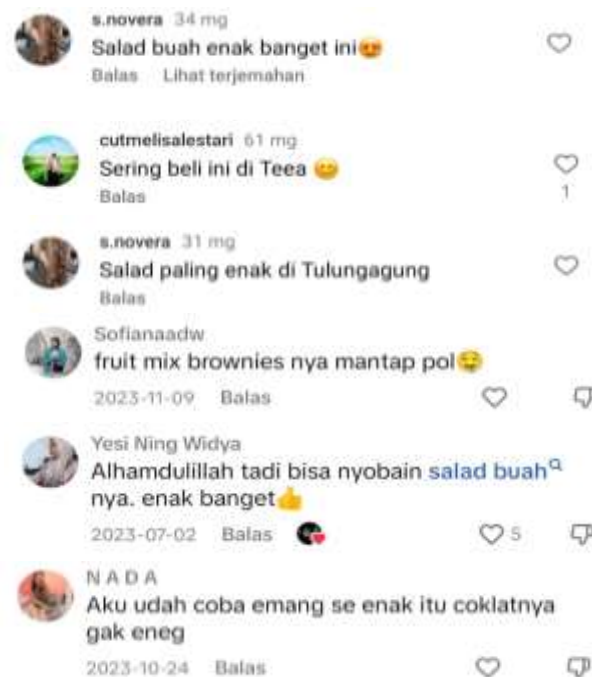 s.novera 34 mg
Salad buah enak banget ini😍
Balas Lihat terjemahan
cutmelisalestari 61 mg
Sering beli ini di Teea 😊
Balas
1
s.novera 31 mg
Salad paling enak di Tulungagung
Balas
Sofianaadw
fruit mix brownies nya mantap pol🤤
2023-11-09 Balas
Yesi Ning Widya
Alhamdulillah tadi bisa nyobain salad buah
nya. enak banget👍
2023-07-02 Balas 5
N A D A
Aku udah coba emang se enak itu coklatnya
gak eneg
2023-10-24 Balas